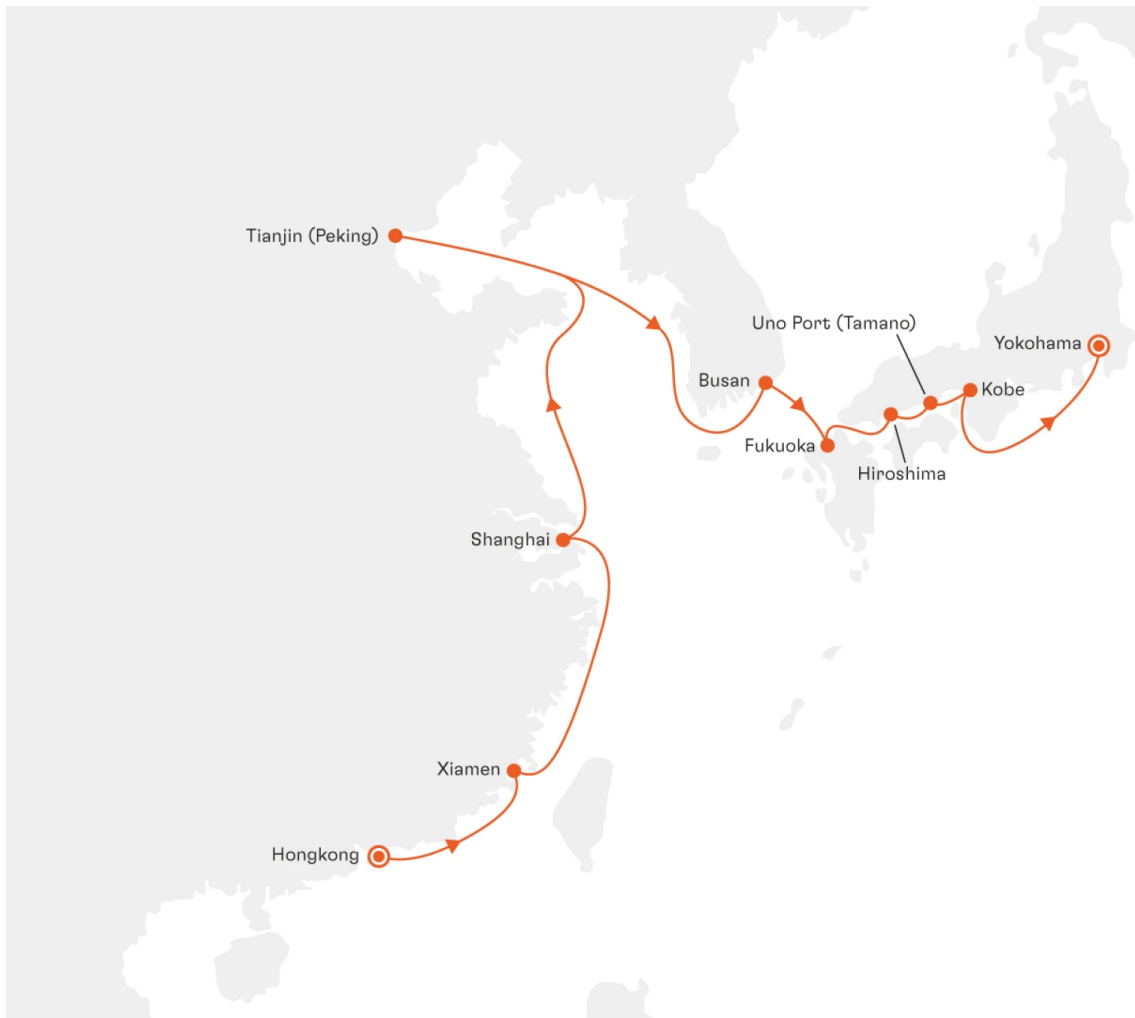 Tianjin (Peking)
Uno Port (Tamano)
Yokohama
Busan
Kobe
Fukuoka
Hiroshima
Shanghai
Xiamen
Hongkong